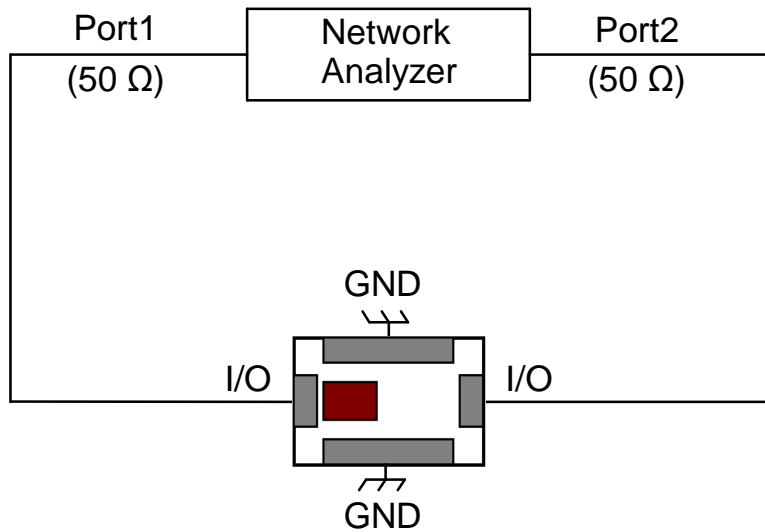 Port1
(50 Ω)
Network
Analyzer
Port2
(50 Ω)
GND
I/O
I/O
GND